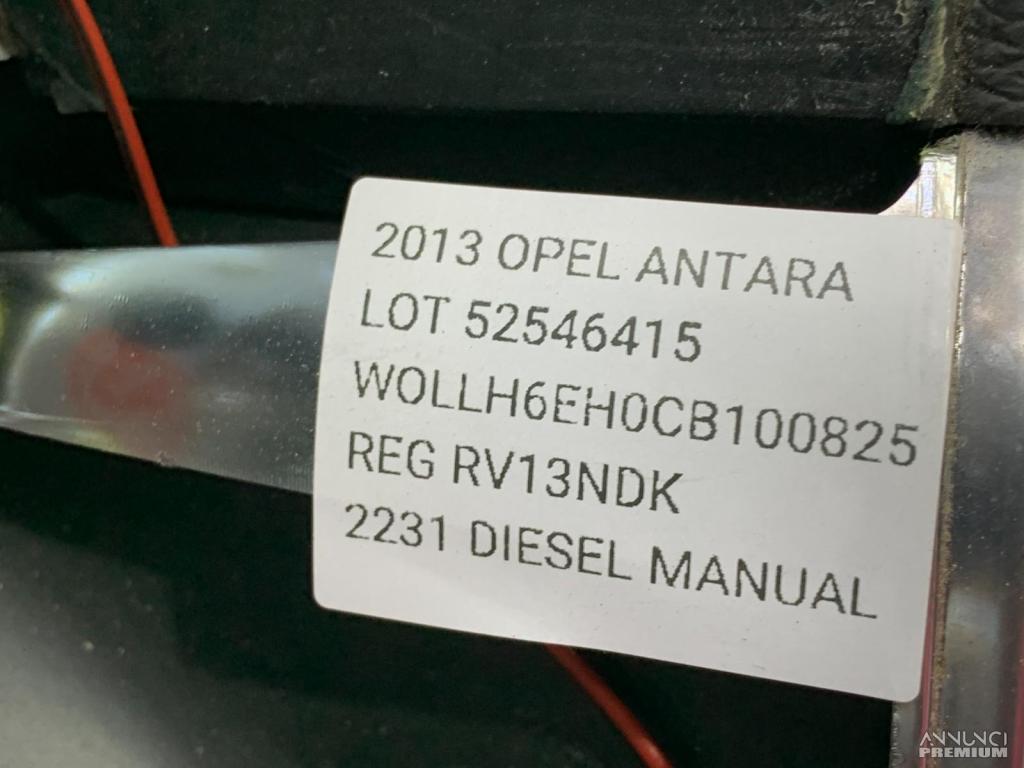 2013 OPEL ANTARA
LOT 52546415
WOLLH6EH0CB100825
REG RV13NDK
2231 DIESEL MANUAL
ANNUNCI
PREMIUM